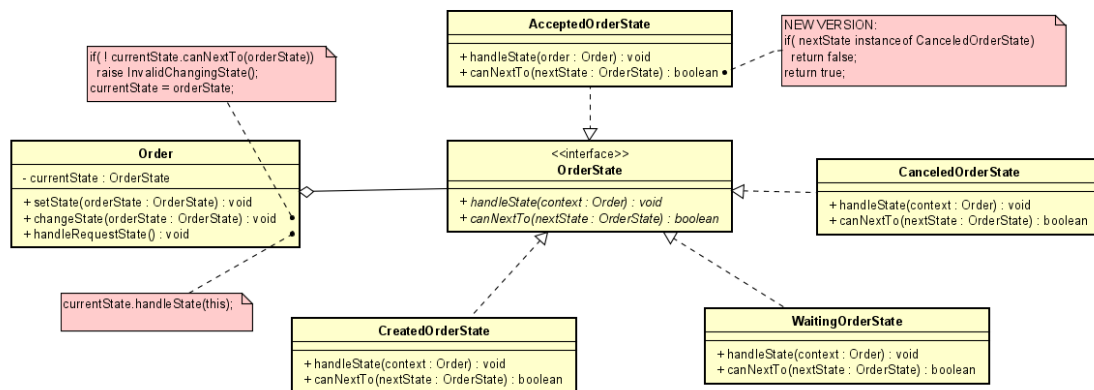 AcceptedOrderState
+ handleState(order : Order) : void
+ canNextTo(nextState : OrderState) : boolean
NEW VERSION:
if( nextState instanceof CanceledOrderState)
return false;
return true;
if( ! currentState.canNextTo(orderState))
raise InvalidChangingState();
currentState = orderState;
Order
- currentState : OrderState
+ setState(orderState : OrderState) : void
+ changeState(orderState : OrderState) : void
+ handleRequestState() : void
<<interface>>
OrderState
+ handleState(context : Order) : void
+ canNextTo(nextState : OrderState) : boolean
CanceledOrderState
+ handleState(context : Order) : void
+ canNextTo(nextState : OrderState) : boolean
currentState.handleState(this);
CreatedOrderState
+ handleState(context : Order) : void
+ canNextTo(nextState : OrderState) : boolean
WaitingOrderState
+ handleState(context : Order) : void
+ canNextTo(nextState : OrderState) : boolean